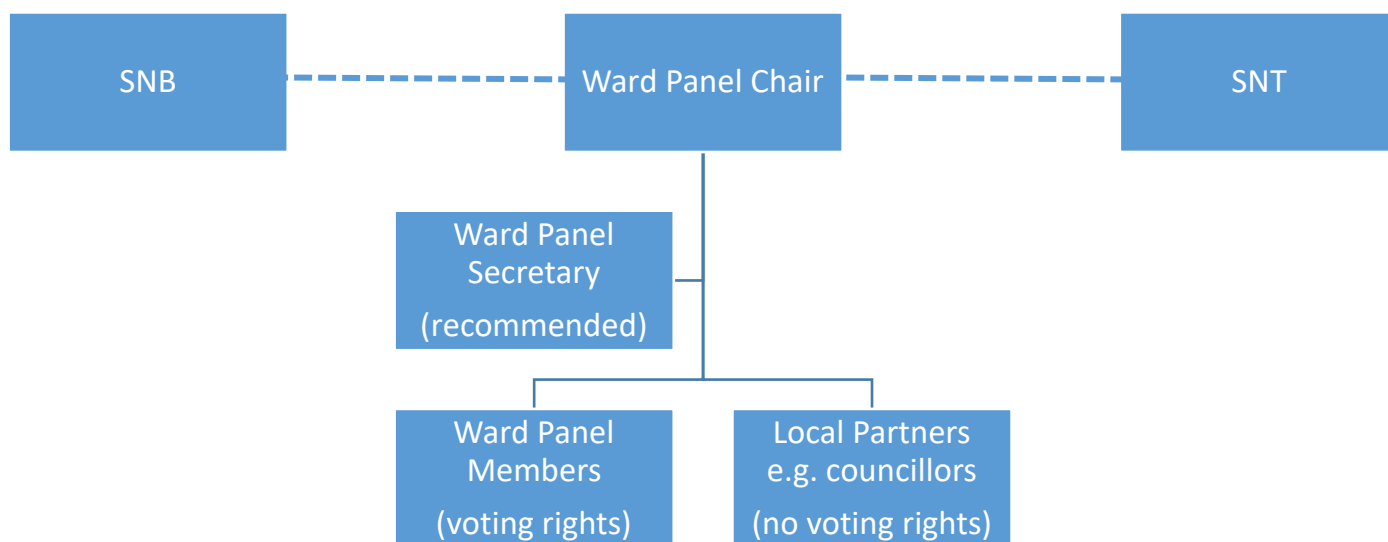 SNB
Ward Panel Chair
SNT
Ward Panel
Secretary
(recommended)
Ward Panel
Members
(voting rights)
Local Partners
e.g. councillors
(no voting rights)